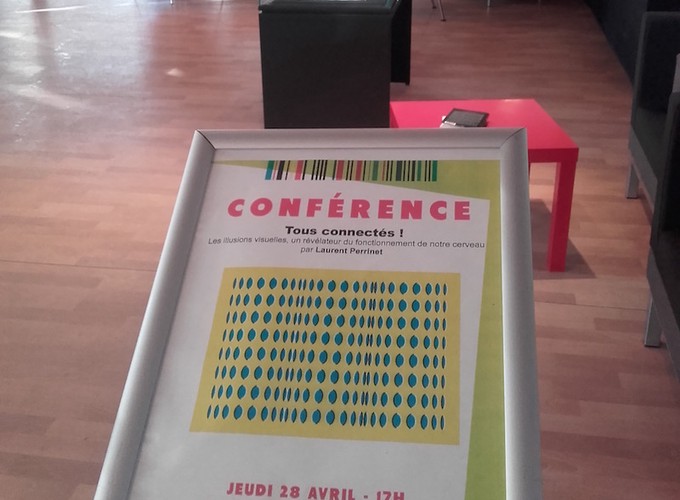 CONFÉRENCE
Tous connectés !
Les illusions visuelles, un révélateur du fonctionnement de notre cerveau
par Laurent Perrinet
JEUDI 28 AVRIL - 17H